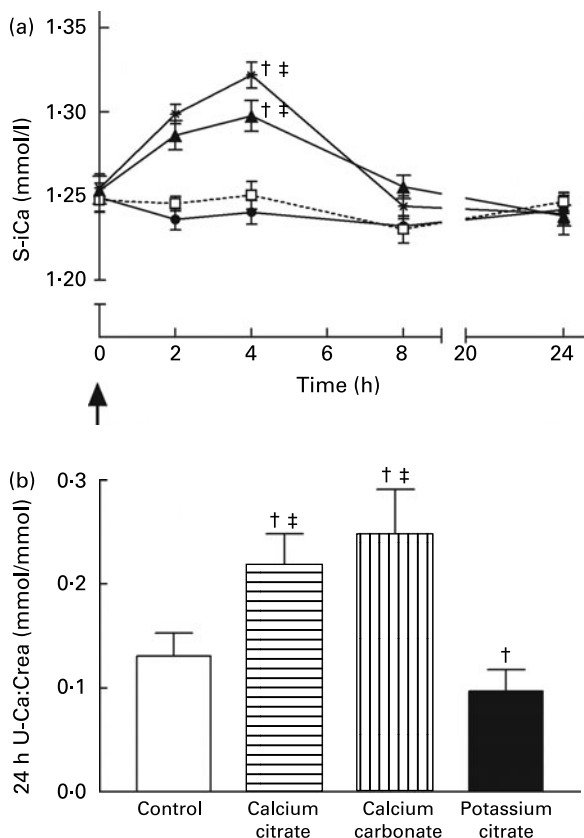 (a)
1·35
1·30
1·25
1·20
S-iCa (mmol/l)
† ‡
† ‡
0 2 4 6 8 20 24
Time (h)
(b)
0·3
0·2
0·1
0·0
24 h U-Ca:Crea (mmol/mmol)
† ‡
† ‡
†
Control Calcium citrate Calcium carbonate Potassium citrate